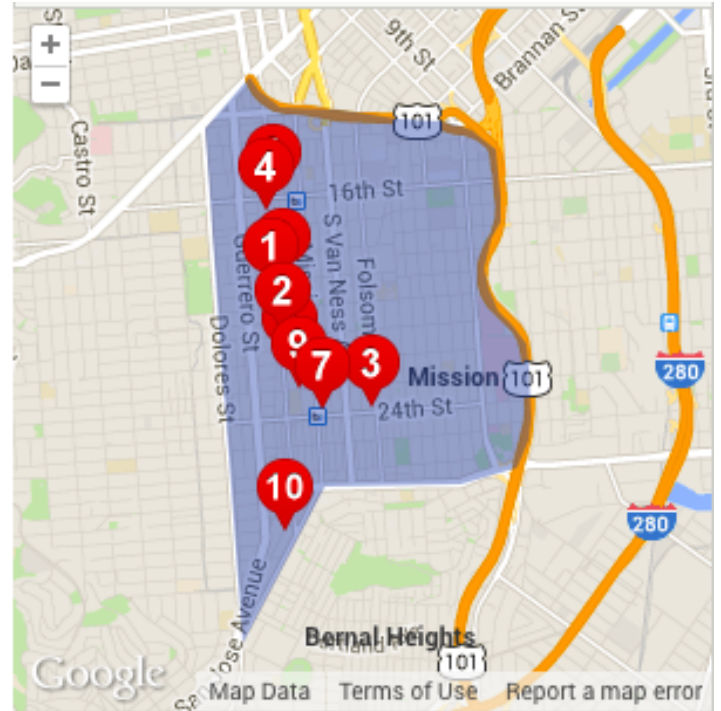 +
−
9th St
Brannan St
101
Castro St
4
16th St
1
S Van Ness
Folsom
Guerrero St
2
Dolores St
9
7
3
Mission
101
280
24th St
10
280
San Jose Avenue
Bernal Heights
101
Google
Map Data
Terms of Use
Report a map error